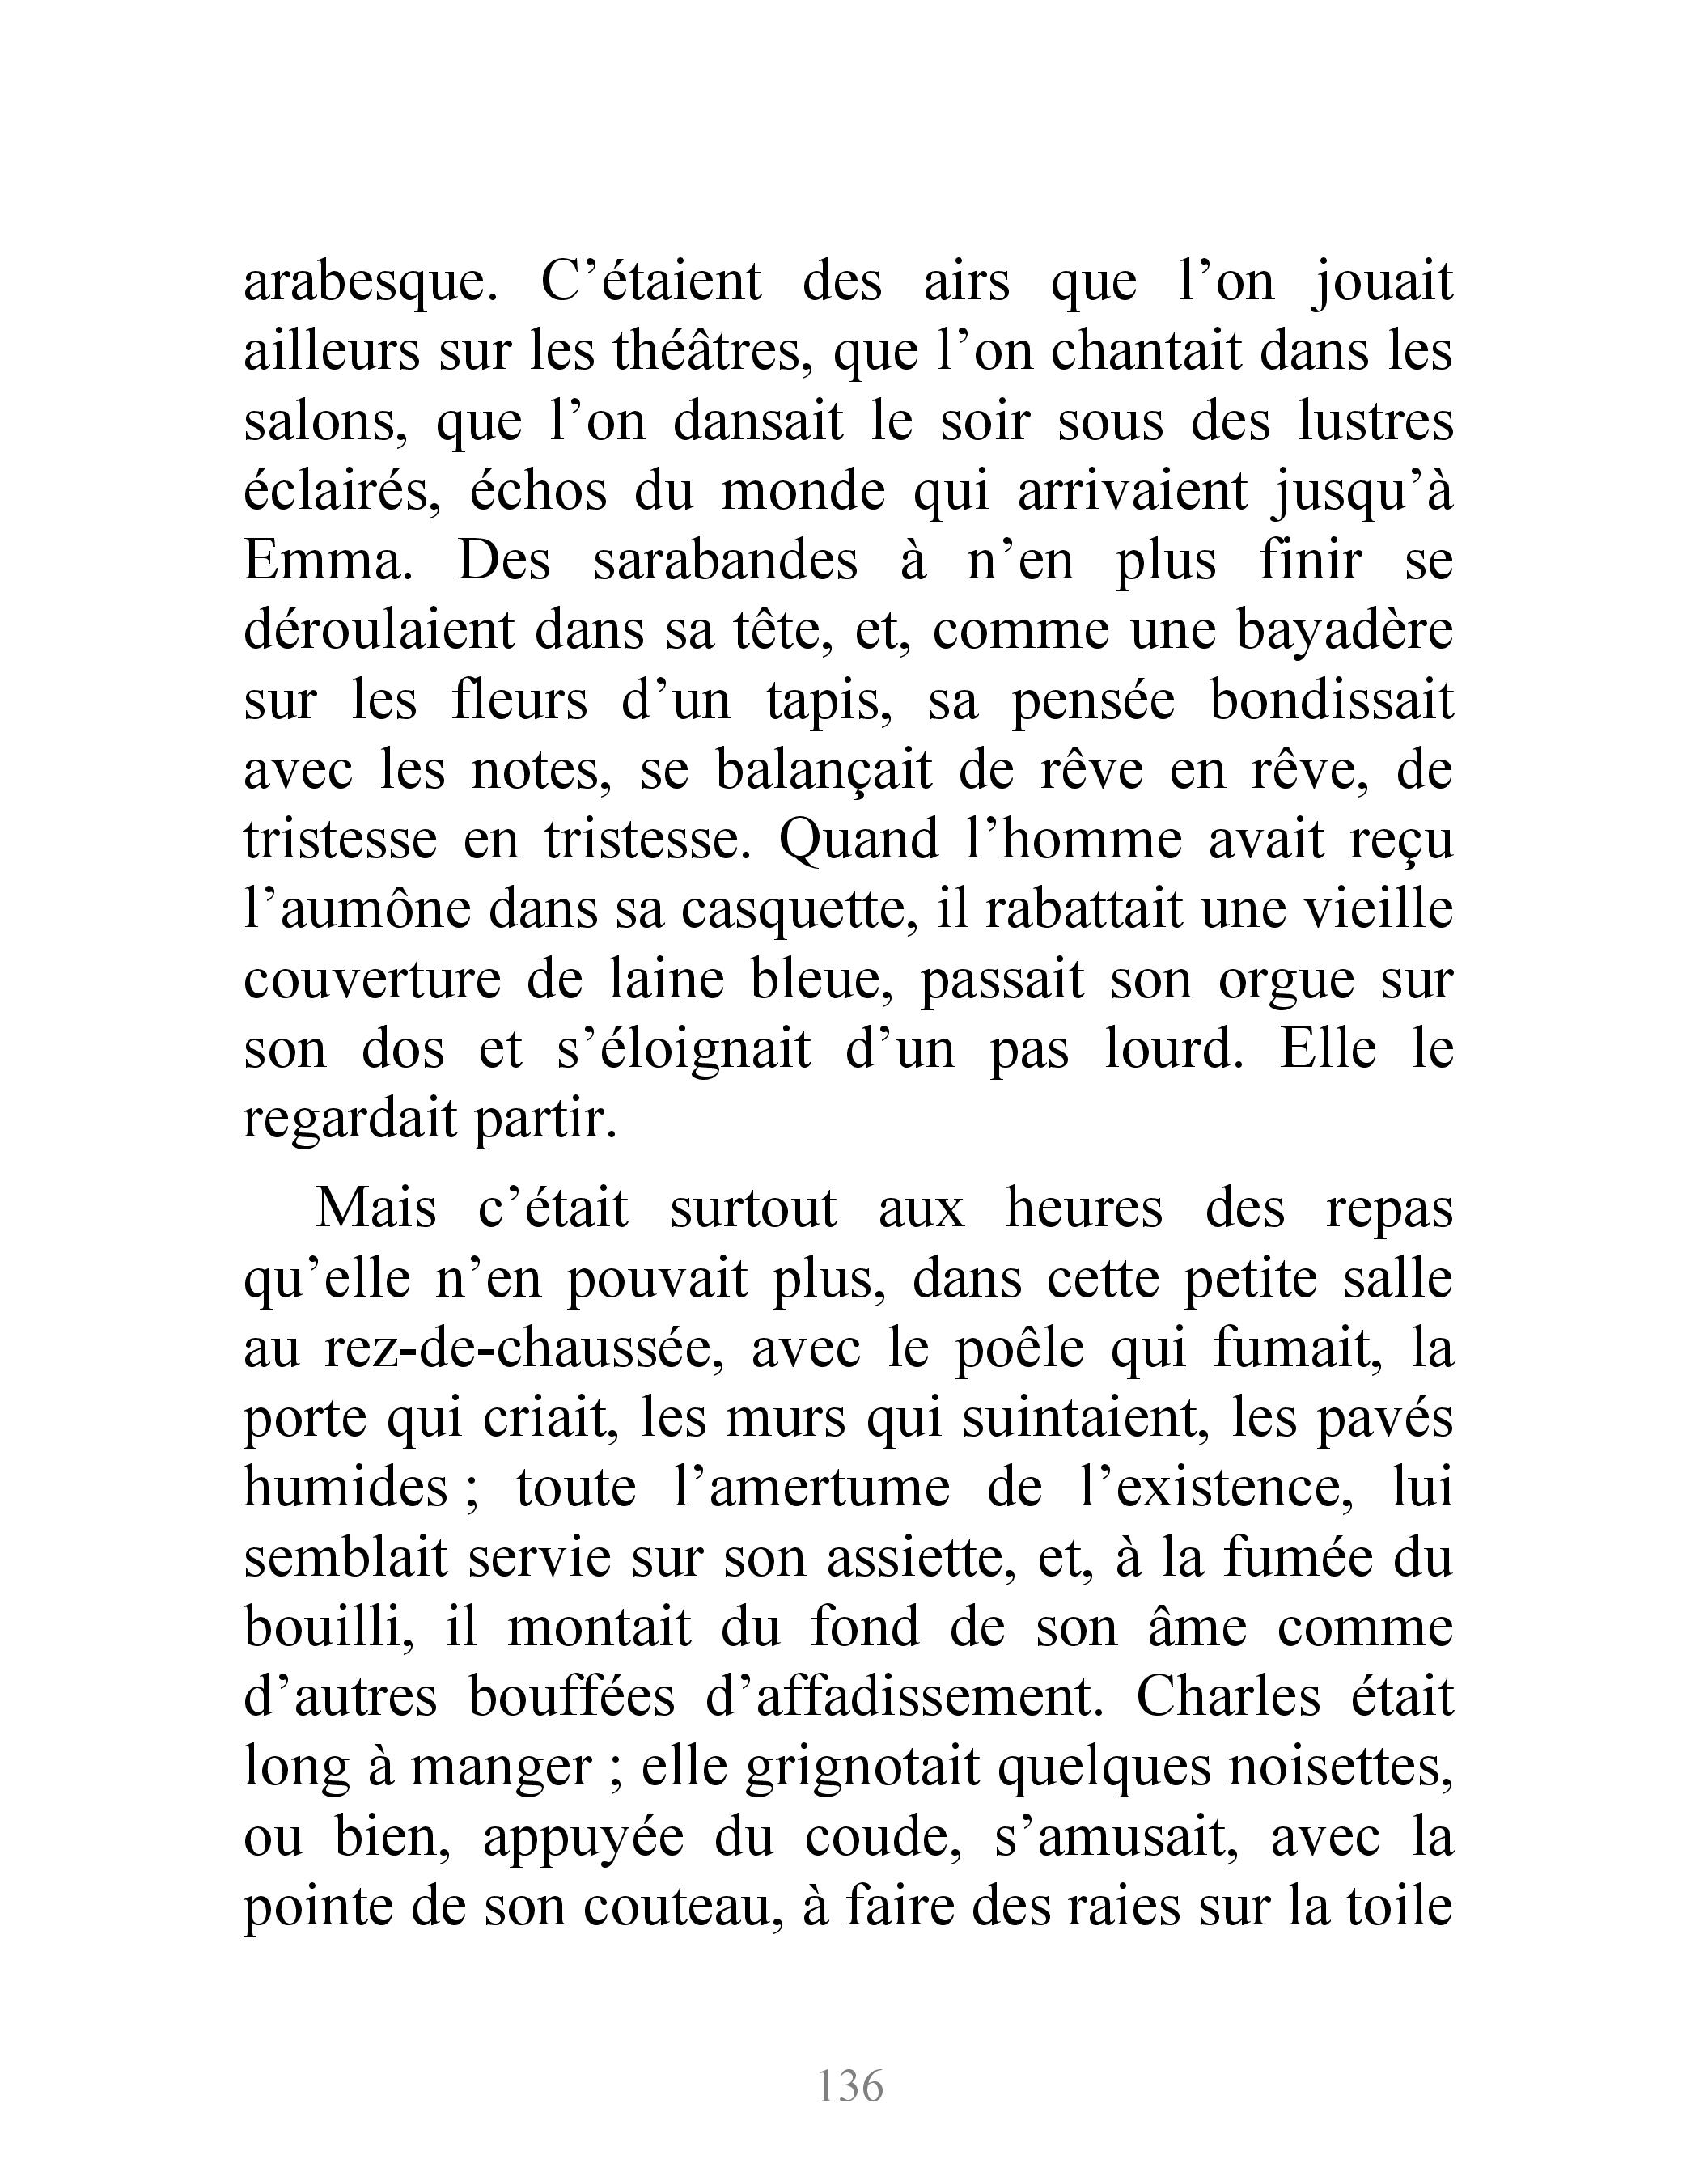 arabesque. C’étaient des airs que l’on jouait
ailleurs sur les théâtres, que l’on chantait dans les
salons, que l’on dansait le soir sous des lustres
éclairés, échos du monde qui arrivaient jusqu’à
Emma. Des sarabandes à n’en plus finir se
déroulaient dans sa tête, et, comme une bayadère
sur les fleurs d’un tapis, sa pensée bondissait
avec les notes, se balançait de rêve en rêve, de
tristesse en tristesse. Quand l’homme avait reçu
l’aumône dans sa casquette, il rabattait une vieille
couverture de laine bleue, passait son orgue sur
son dos et s’éloignait d’un pas lourd. Elle le
regardait partir.
Mais c’était surtout aux heures des repas
qu’elle n’en pouvait plus, dans cette petite salle
au rez-de-chaussée, avec le poêle qui fumait, la
porte qui criait, les murs qui suintaient, les pavés
humides ; toute l’amertume de l’existence, lui
semblait servie sur son assiette, et, à la fumée du
bouilli, il montait du fond de son âme comme
d’autres bouffées d’affadissement. Charles était
long à manger ; elle grignotait quelques noisettes,
ou bien, appuyée du coude, s’amusait, avec la
pointe de son couteau, à faire des raies sur la toile
136